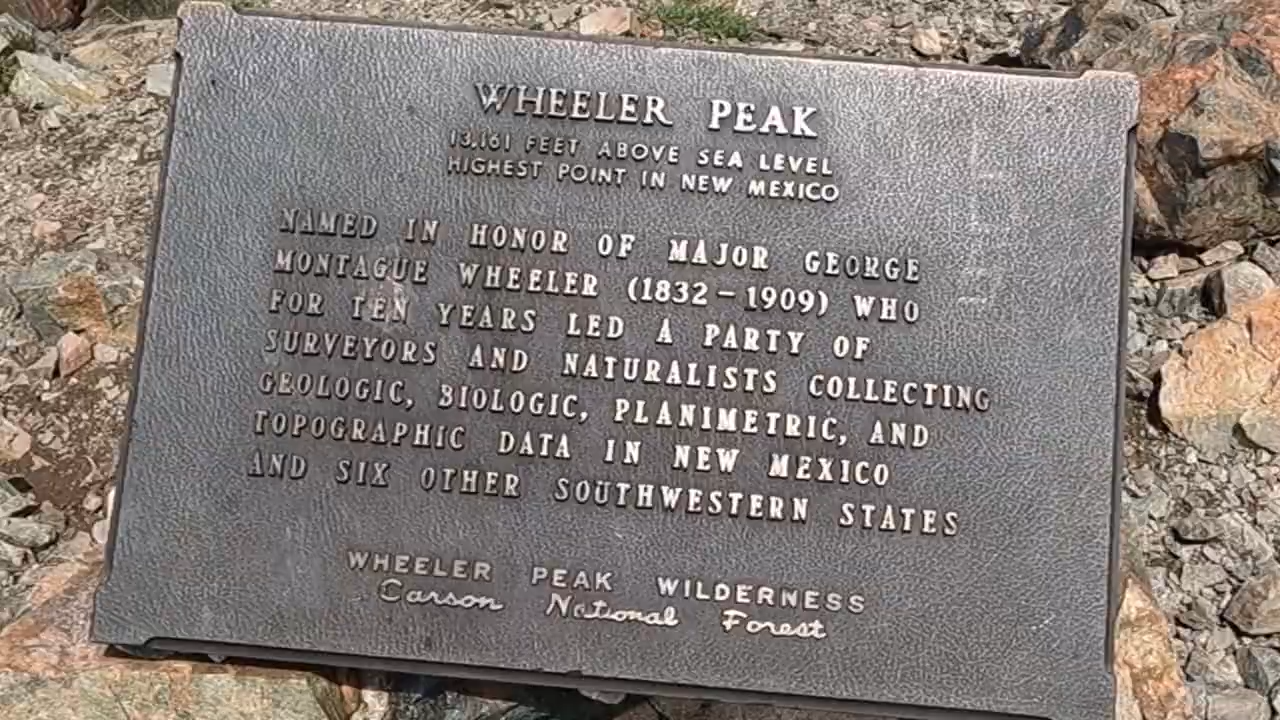 WHEELER PEAK
13,161 FEET ABOVE SEA LEVEL
HIGHEST POINT IN NEW MEXICO
NAMED IN HONOR OF MAJOR GEORGE
MONTAGUE WHEELER (1832-1909) WHO
FOR TEN YEARS LED A PARTY OF
SURVEYORS AND NATURALISTS COLLECTING
GEOLOGIC, BIOLOGIC, PLANIMETRIC, AND
TOPOGRAPHIC DATA IN NEW MEXICO
AND SIX OTHER SOUTHWESTERN STATES
WHEELER PEAK WILDERNESS
Carson National Forest